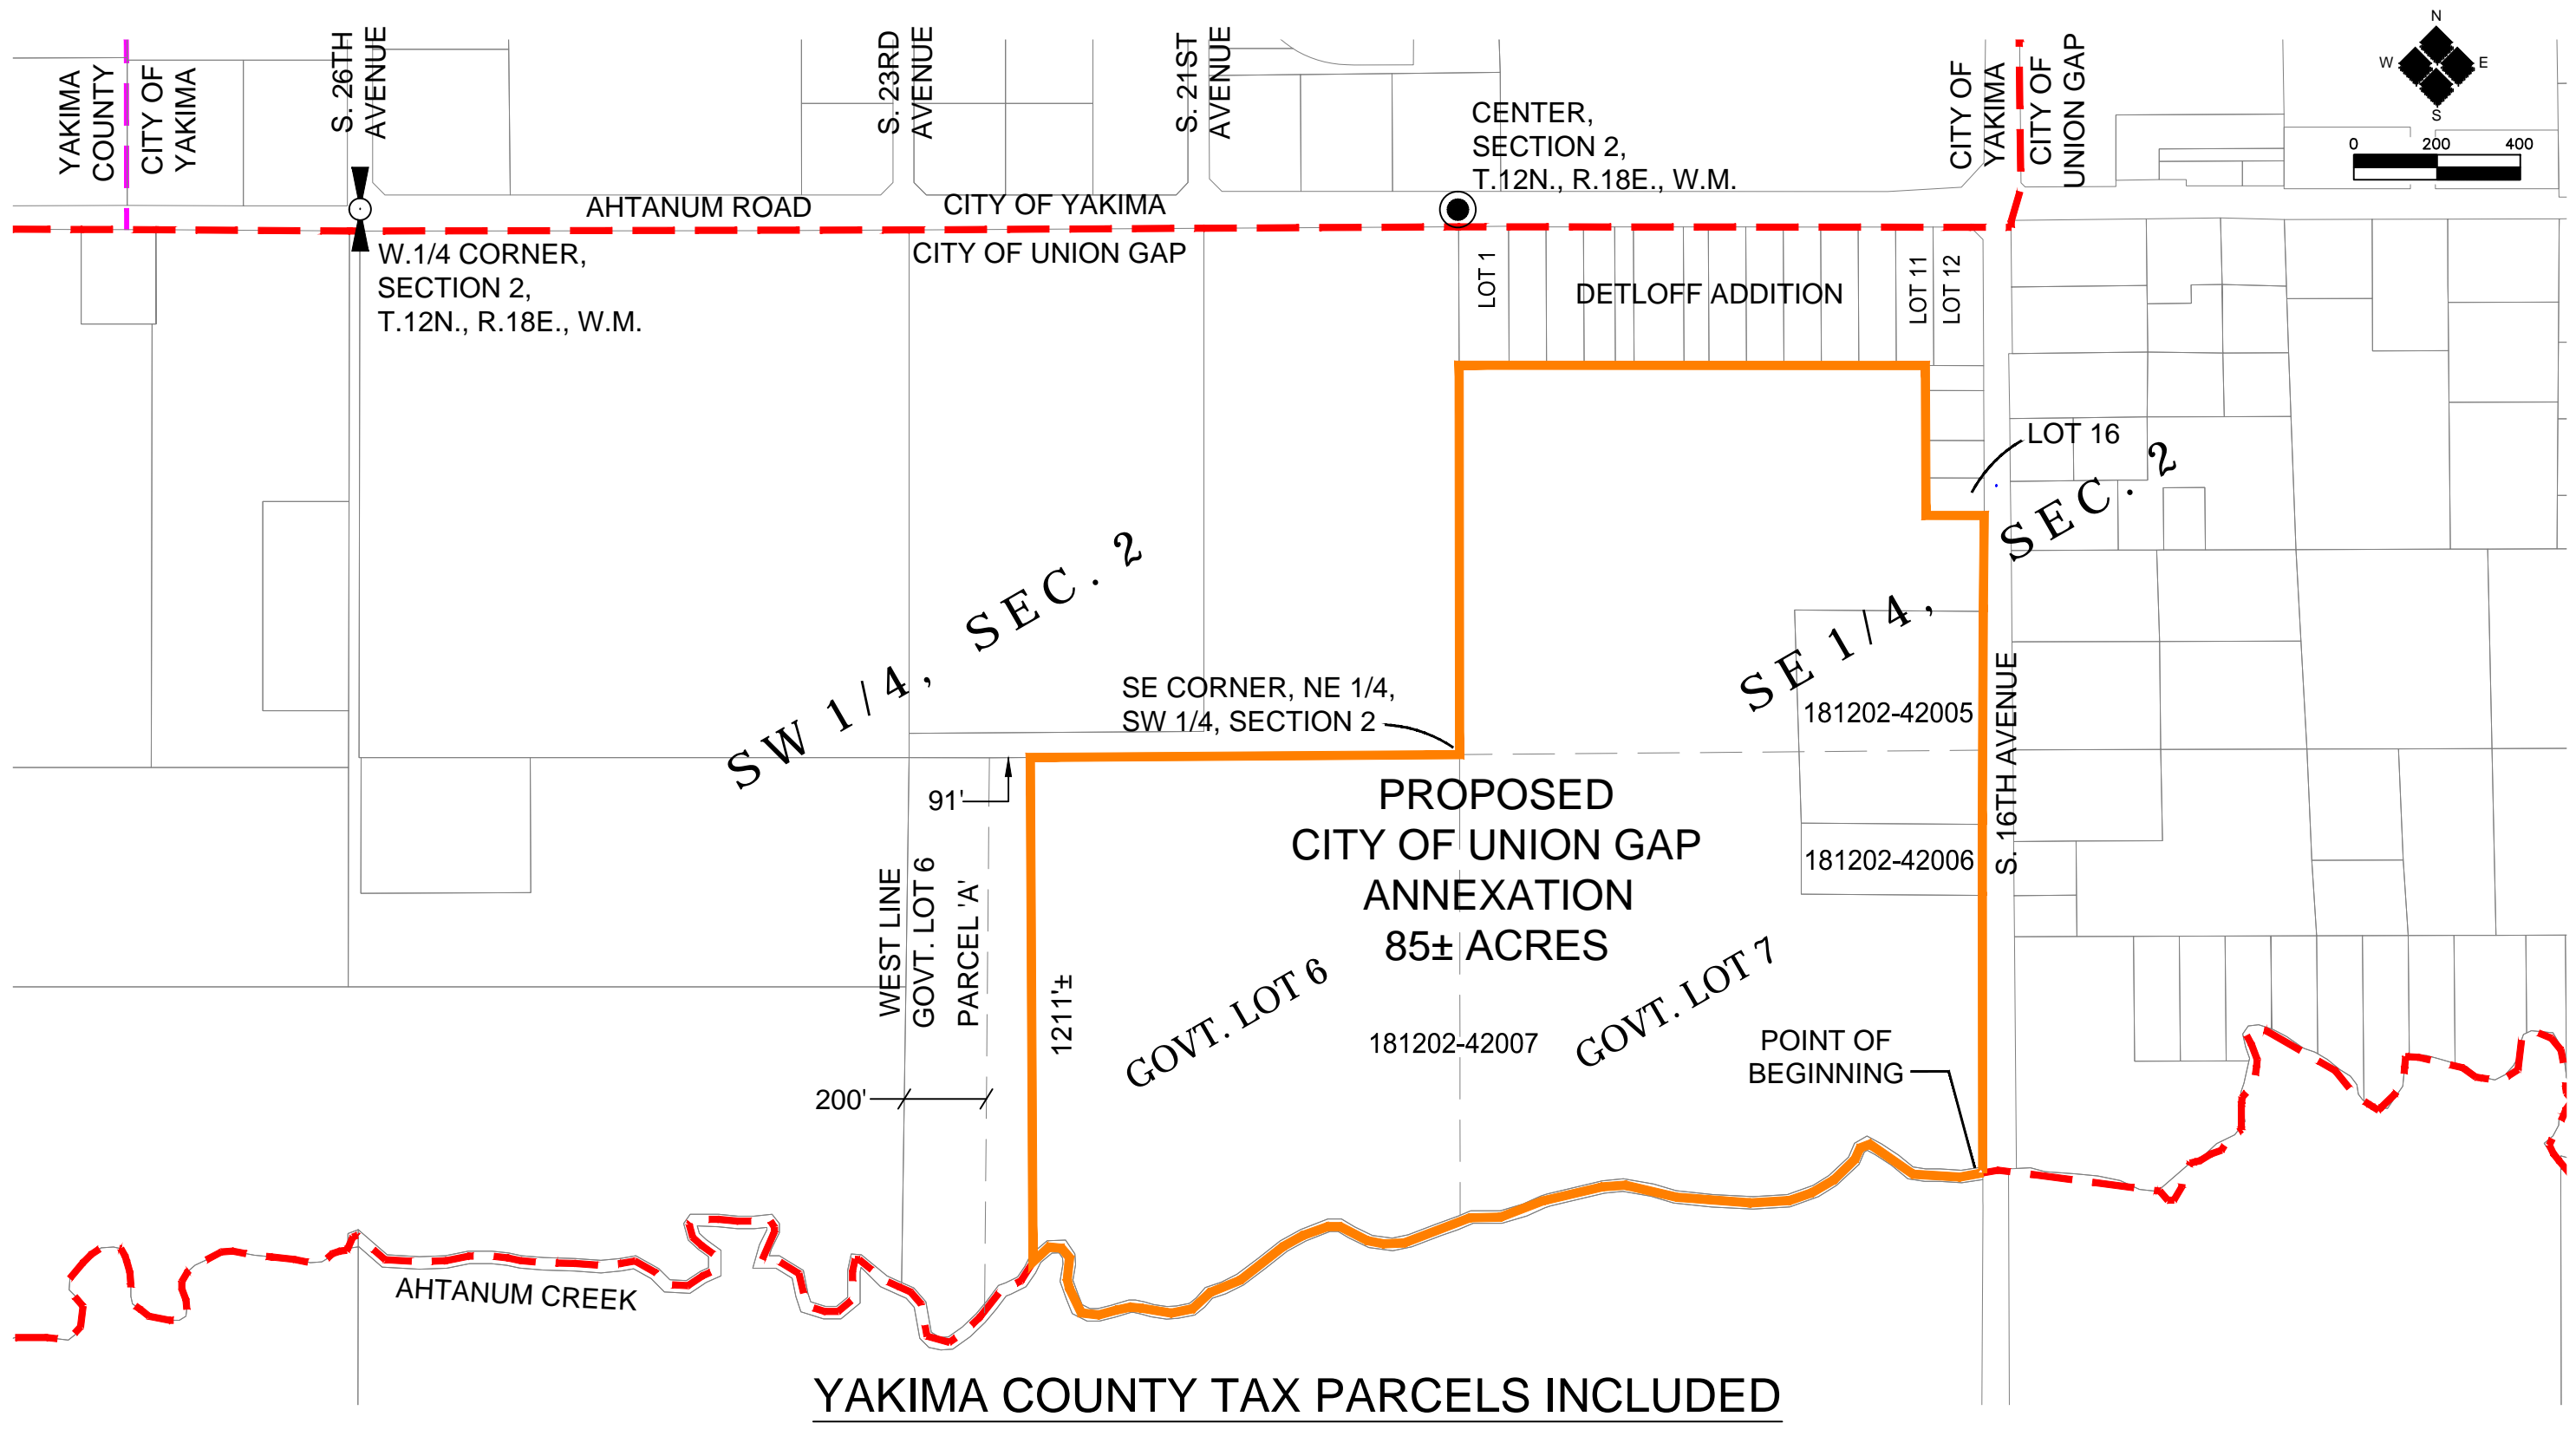 YAKIMA
COUNTY
CITY OF
YAKIMA
S. 26TH
AVENUE
S. 23RD
AVENUE
S. 21ST
AVENUE
CENTER,
SECTION 2,
T.12N., R.18E., W.M.
CITY OF
YAKIMA
CITY OF
UNION GAP
N
W
E
S
0 200 400
AHTANUM ROAD
CITY OF YAKIMA
CITY OF UNION GAP
W.1/4 CORNER,
SECTION 2,
T.12N., R.18E., W.M.
LOT 1
DETLOFF ADDITION
LOT 11
LOT 12
LOT 16
SW 1/4, SEC. 2
SE 1/4, SEC. 2
SE CORNER, NE 1/4,
SW 1/4, SECTION 2
181202-42005
S. 16TH AVENUE
91'
PROPOSED
CITY OF UNION GAP
ANNEXATION
85± ACRES
181202-42006
WEST LINE
GOVT. LOT 6
PARCEL 'A'
1211'±
GOVT. LOT 6
GOVT. LOT 7
181202-42007
POINT OF
BEGINNING
200'
AHTANUM CREEK
YAKIMA COUNTY TAX PARCELS INCLUDED